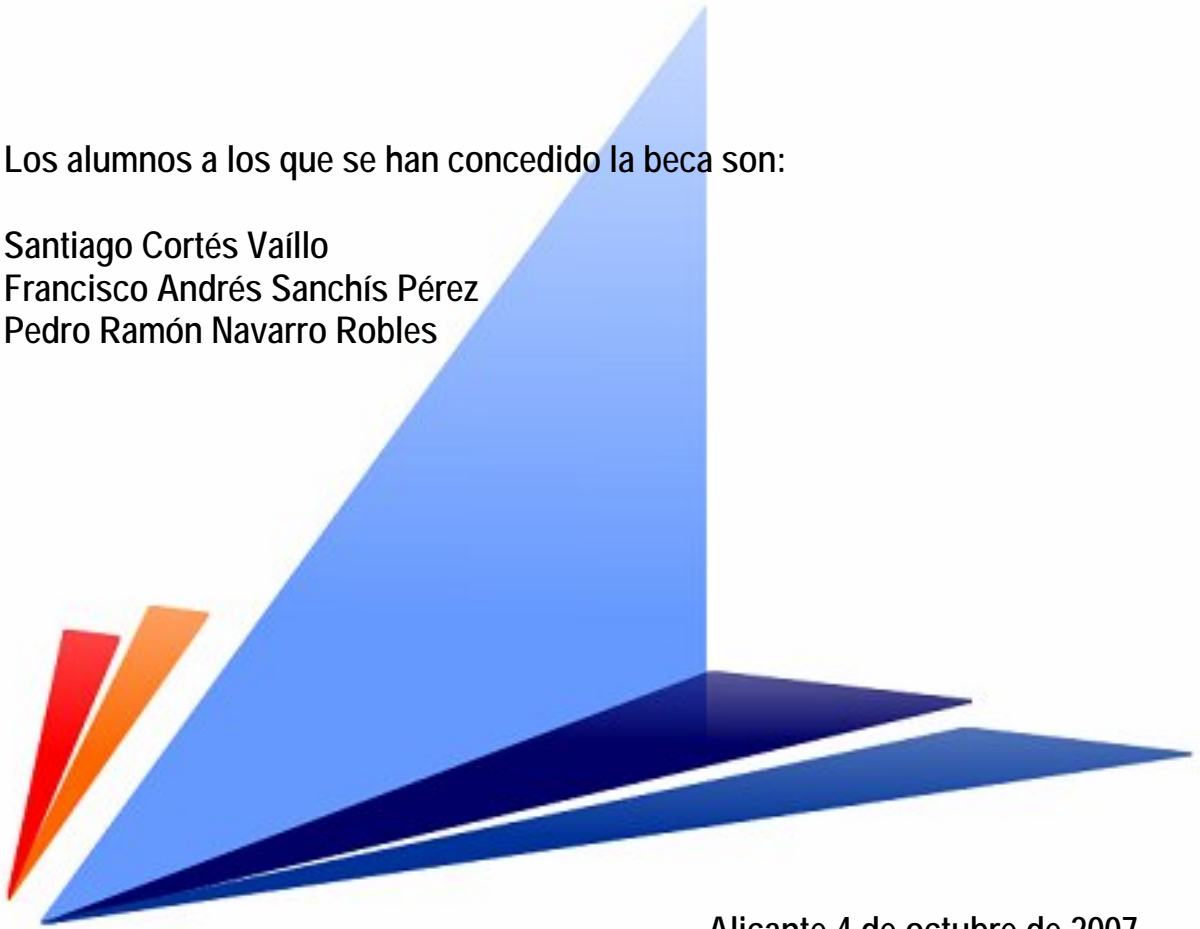 Los alumnos a los que se han concedido la beca son:
Santiago Cortés Vaíllo
Francisco Andrés Sanchís Pérez
Pedro Ramón Navarro Robles
Alicante 4 de octubre de 2007